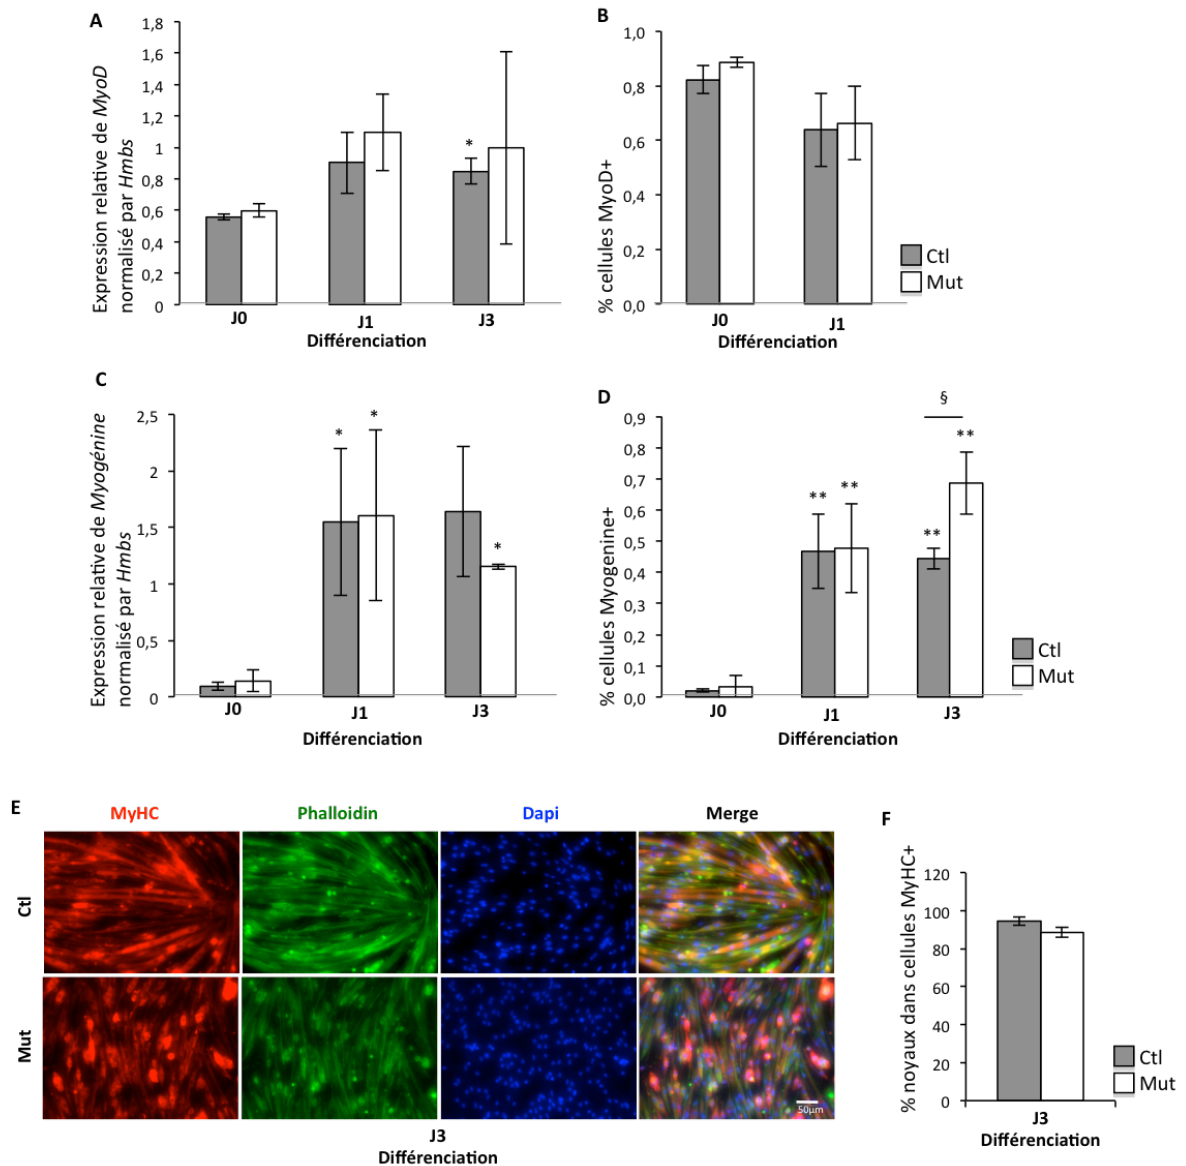 A
Expression relative de MyoD
normalisé par Hmbs
1,8
1,6
1,4
1,2
1
0,8
0,6
0,4
0,2
0
*
J0 J1 J3
Différenciation
B
% cellules MyoD+
1,0
0,8
0,6
0,4
0,2
0,0
J0 J1
Différenciation
Ctl
Mut
C
Expression relative de Myogénine
normalisé par Hmbs
2,5
2
1,5
1
0,5
0
* * *
J0 J1 J3
Différenciation
D
% cellules Myogenine+
0,9
0,8
0,7
0,6
0,5
0,4
0,3
0,2
0,1
0,0
§
** ** ** **
J0 J1 J3
Différenciation
Ctl
Mut
E
MyHC Phalloidin Dapi Merge
Ctl
Mut
50µm
J3
Différenciation
F
% noyaux dans cellules MyHC+
120
100
80
60
40
20
0
J3
Différenciation
Ctl
Mut